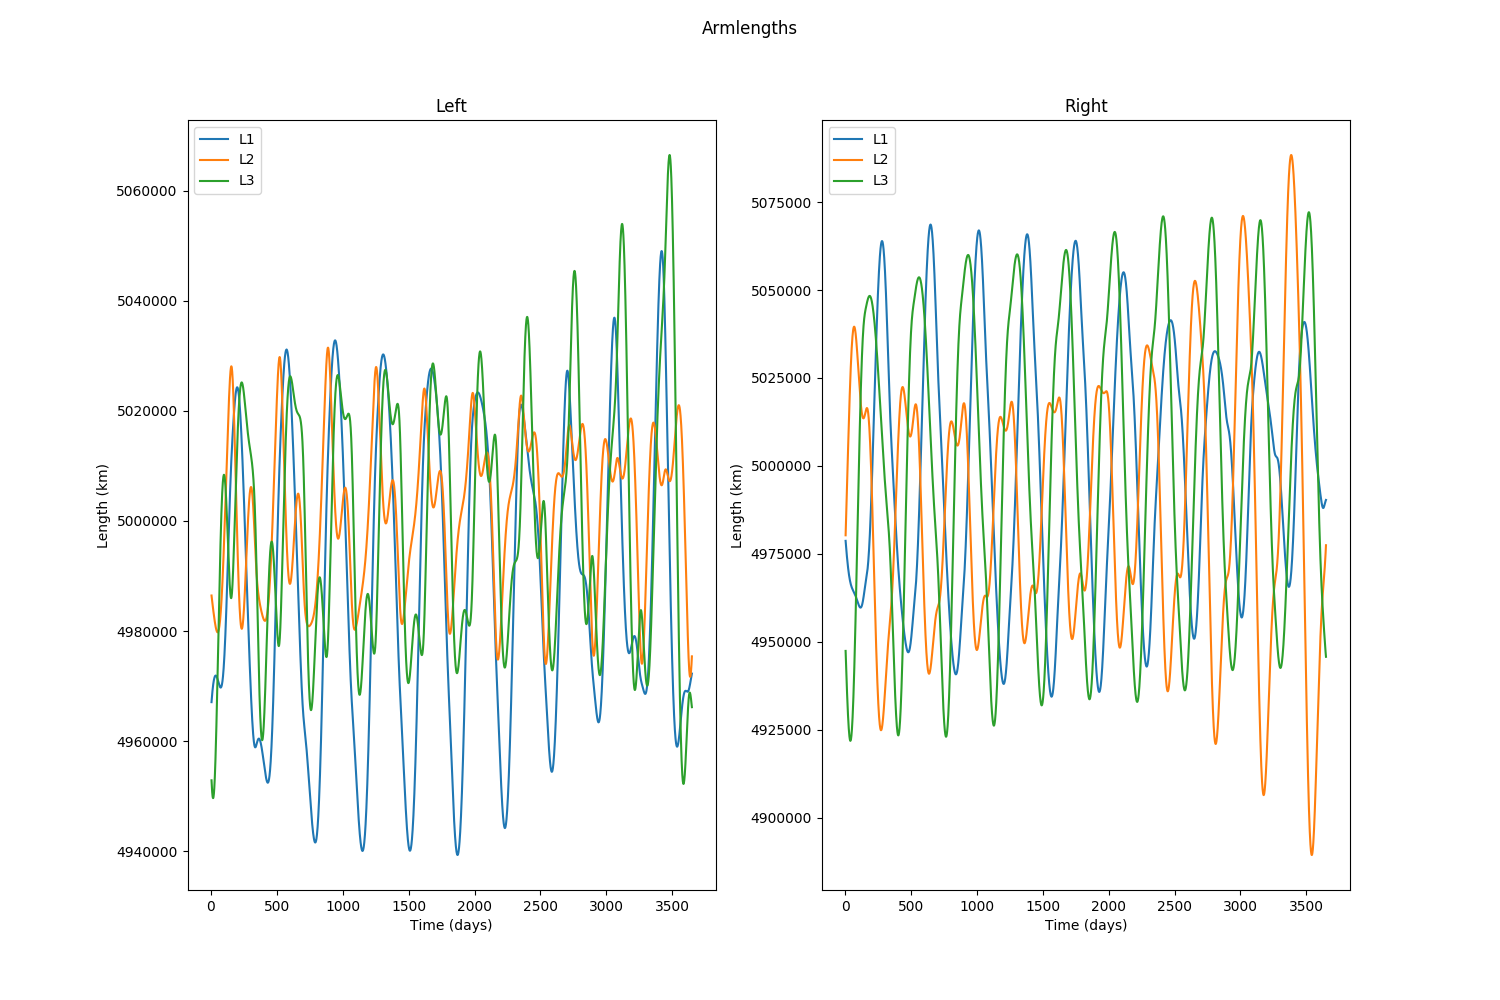 Armlengths
Left
L1
L2
L3
5060000
5040000
5020000
5000000
4980000
4960000
4940000
Length (km)
0 500 1000 1500 2000 2500 3000 3500
Time (days)
Right
L1
L2
L3
5075000
5050000
5025000
5000000
4975000
4950000
4925000
4900000
Length (km)
0 500 1000 1500 2000 2500 3000 3500
Time (days)